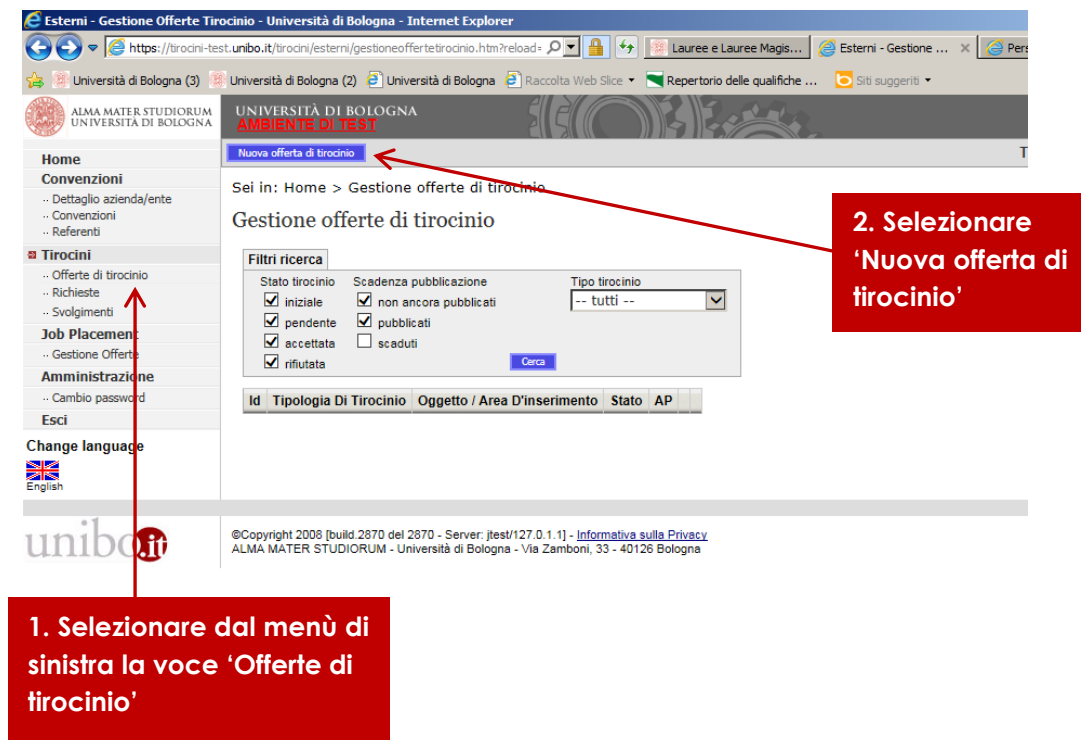 Esterni - Gestione Offerte Tirocinio - Università di Bologna - Internet Explorer
https://tirocini-test.unibo.it/tirocini/esterni/gestioneoffertetirocinio.htm?reload=
Lauree e Lauree Magis...
Esterni - Gestione ...
×
Pers
Università di Bologna (3)
Università di Bologna (2)
Università di Bologna
Raccolta Web Slice
Repertorio delle qualifiche ...
Siti suggeriti
ALMA MATER STUDIORUM
UNIVERSITÀ DI BOLOGNA
UNIVERSITÀ DI BOLOGNA
AMBIENTE DI TEST
Nuova offerta di tirocinio
T
Home
Convenzioni
·· Dettaglio azienda/ente
·· Convenzioni
·· Referenti
Tirocini
·· Offerte di tirocinio
·· Richieste
·· Svolgimenti
Job Placement
·· Gestione Offerte
Amministrazione
·· Cambio password
Esci
Change language
English
Sei in: Home > Gestione offerte di tirocinio
Gestione offerte di tirocinio
Filtri ricerca
Stato tirocinio Scadenza pubblicazione Tipo tirocinio
iniziale non ancora pubblicati -- tutti --
pendente pubblicati
accettata scaduti
rifiutata Cerca
Id Tipologia Di Tirocinio Oggetto / Area D'inserimento Stato AP
2. Selezionare
‘Nuova offerta di
tirocinio’
unibo.it
©Copyright 2008 [build.2870 del 2870 - Server: jtest/127.0.1.1] - Informativa sulla Privacy
ALMA MATER STUDIORUM - Università di Bologna - Via Zamboni, 33 - 40126 Bologna
1. Selezionare dal menù di
sinistra la voce ‘Offerte di
tirocinio’